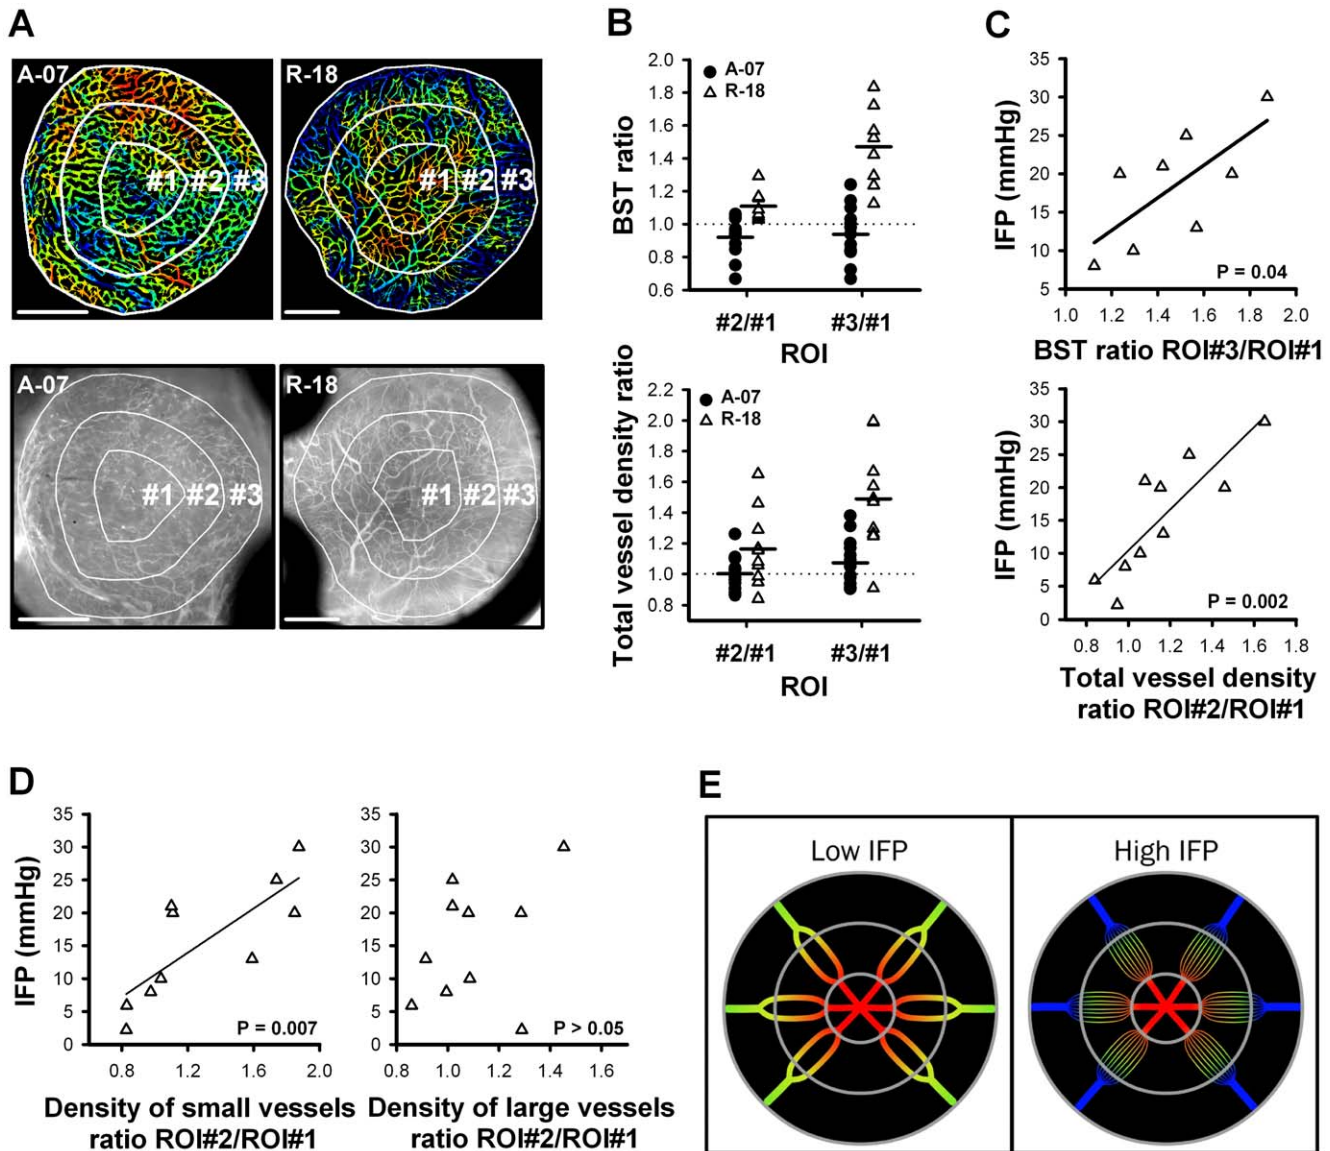 A
A-07
R-18
#1 #2 #3
#1 #2 #3
A-07
R-18
#1 #2 #3
#1 #2 #3
B
BST ratio
2.0
1.8
1.6
1.4
1.2
1.0
0.8
0.6
A-07
R-18
#2/#1 #3/#1
ROI
Total vessel density ratio
2.2
2.0
1.8
1.6
1.4
1.2
1.0
0.8
A-07
R-18
#2/#1 #3/#1
ROI
C
IFP (mmHg)
35
30
25
20
15
10
5
P = 0.04
1.0 1.2 1.4 1.6 1.8 2.0
BST ratio ROI#3/ROI#1
IFP (mmHg)
35
30
25
20
15
10
5
0
P = 0.002
0.8 1.0 1.2 1.4 1.6 1.8
Total vessel density
ratio ROI#2/ROI#1
D
IFP (mmHg)
35
30
25
20
15
10
5
0
P = 0.007
0.8 1.2 1.6 2.0
Density of small vessels
ratio ROI#2/ROI#1
35
30
25
20
15
10
5
0
P > 0.05
0.8 1.0 1.2 1.4 1.6
Density of large vessels
ratio ROI#2/ROI#1
E
Low IFP
High IFP